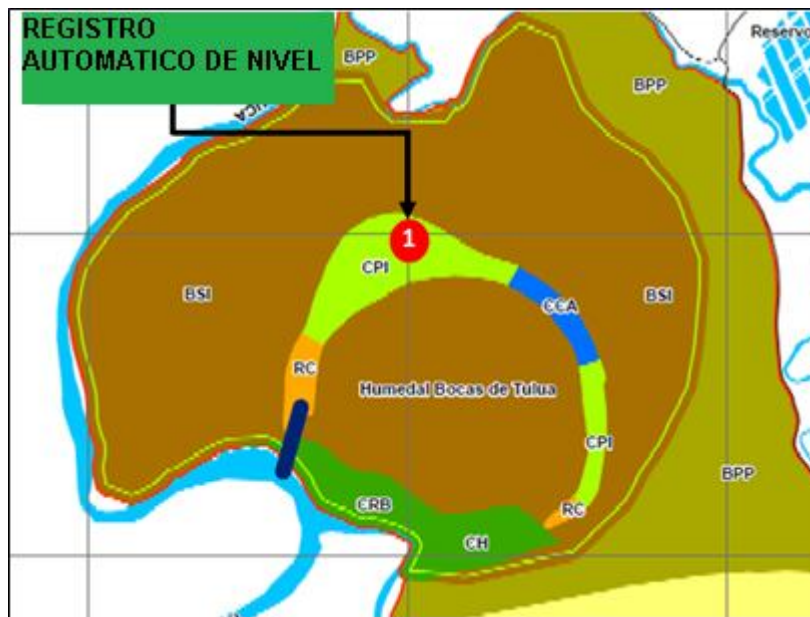 REGISTRO
AUTOMATICO DE NIVEL
Reservo
BPP
BPP
1
CPI
BSI
CCA
BSI
RC
Humedal Bocas de Tulua
CPI
BPP
CRB
RC
CH